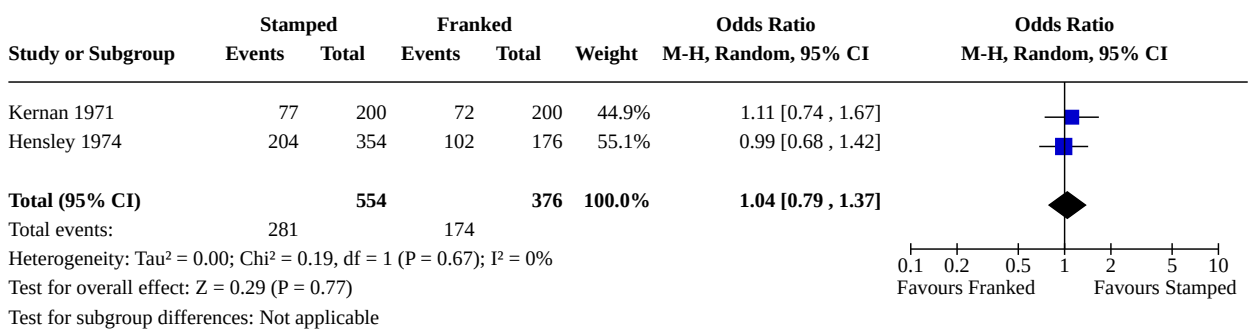 Stamped Franked Odds Ratio Odds Ratio
Study or Subgroup Events Total Events Total Weight M-H, Random, 95% CI M-H, Random, 95% CI
Kernan 1971 77 200 72 200 44.9% 1.11 [0.74 , 1.67]
Hensley 1974 204 354 102 176 55.1% 0.99 [0.68 , 1.42]
Total (95% CI) 554 376 100.0% 1.04 [0.79 , 1.37]
Total events: 281 174
Heterogeneity: Tau² = 0.00; Chi² = 0.19, df = 1 (P = 0.67); I² = 0%
0.1 0.2 0.5 1 2 5 10
Test for overall effect: Z = 0.29 (P = 0.77)
Favours Franked Favours Stamped
Test for subgroup differences: Not applicable